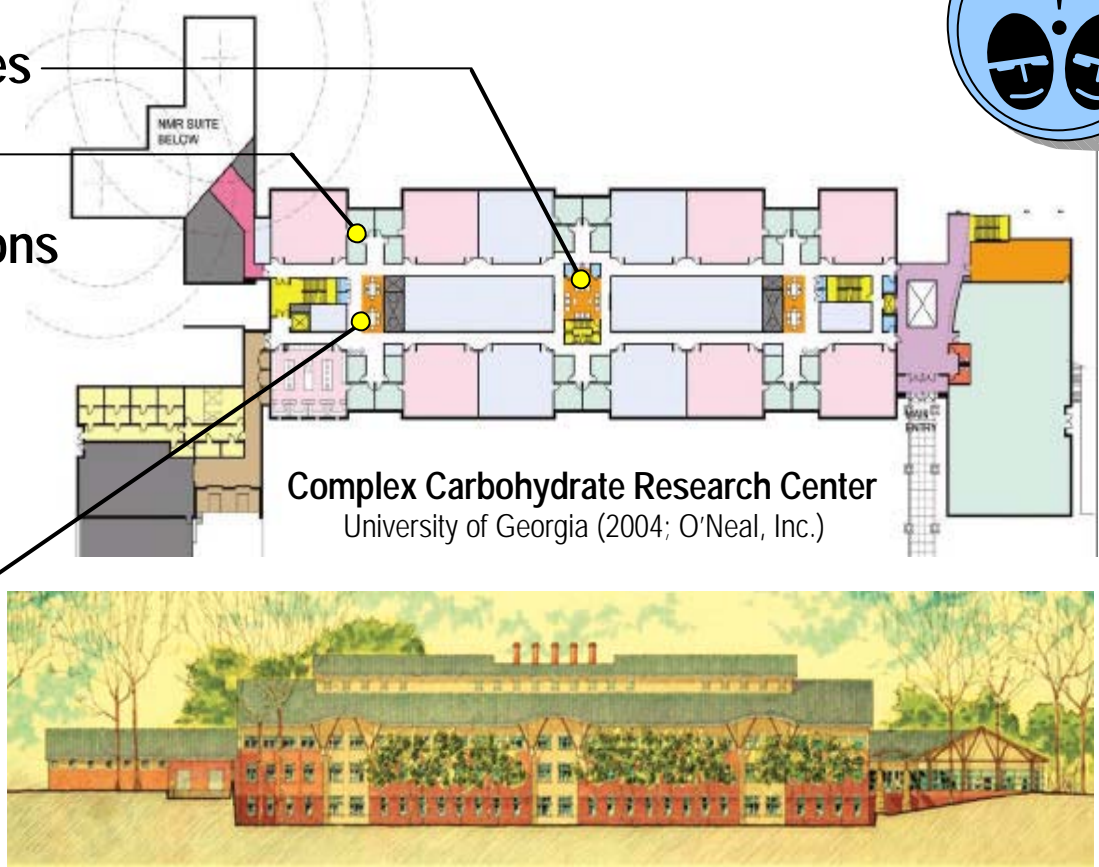 es
ons
NMR SUITE
BELOW
MAIN
ENTRY
Complex Carbohydrate Research Center
University of Georgia (2004; O'Neal, Inc.)